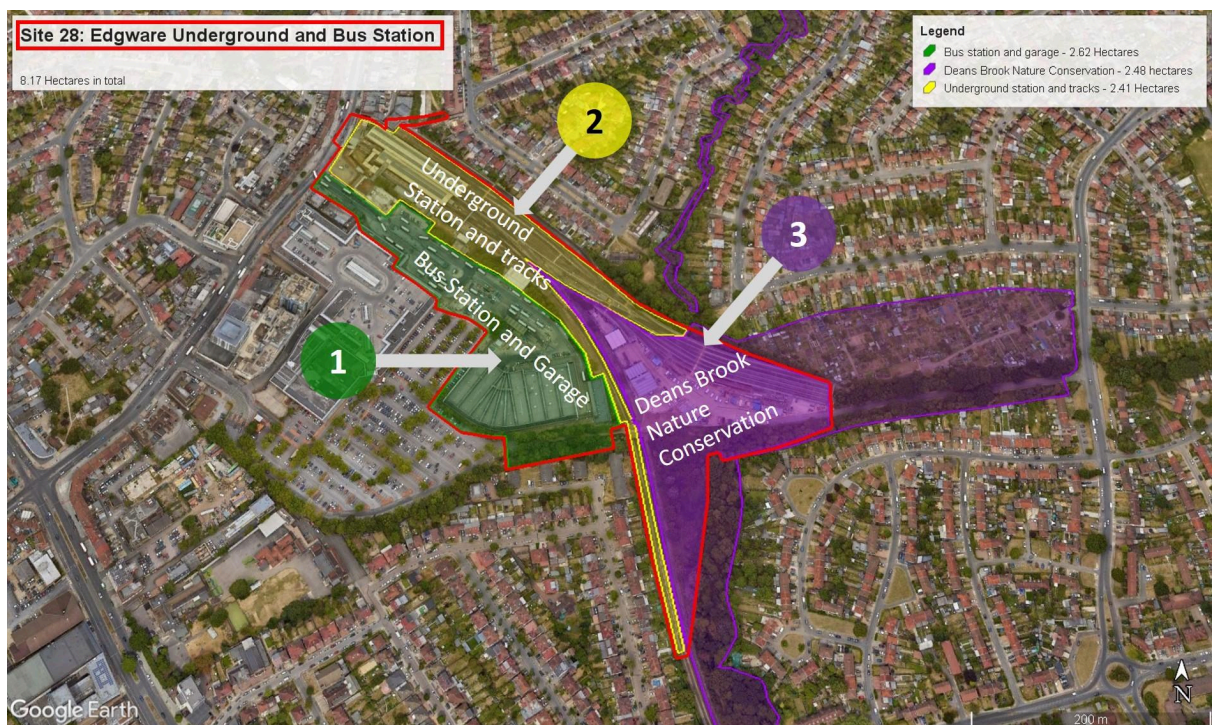 Site 28: Edgware Underground and Bus Station
8.17 Hectares in total
Legend
Bus station and garage - 2.62 Hectares
Deans Brook Nature Conservation - 2.48 hectares
Underground station and tracks - 2.41 Hectares
2
Underground
Station and tracks
3
Bus Station and Garage
1
Deans Brook
Nature
Conservation
Google Earth
N
200 m